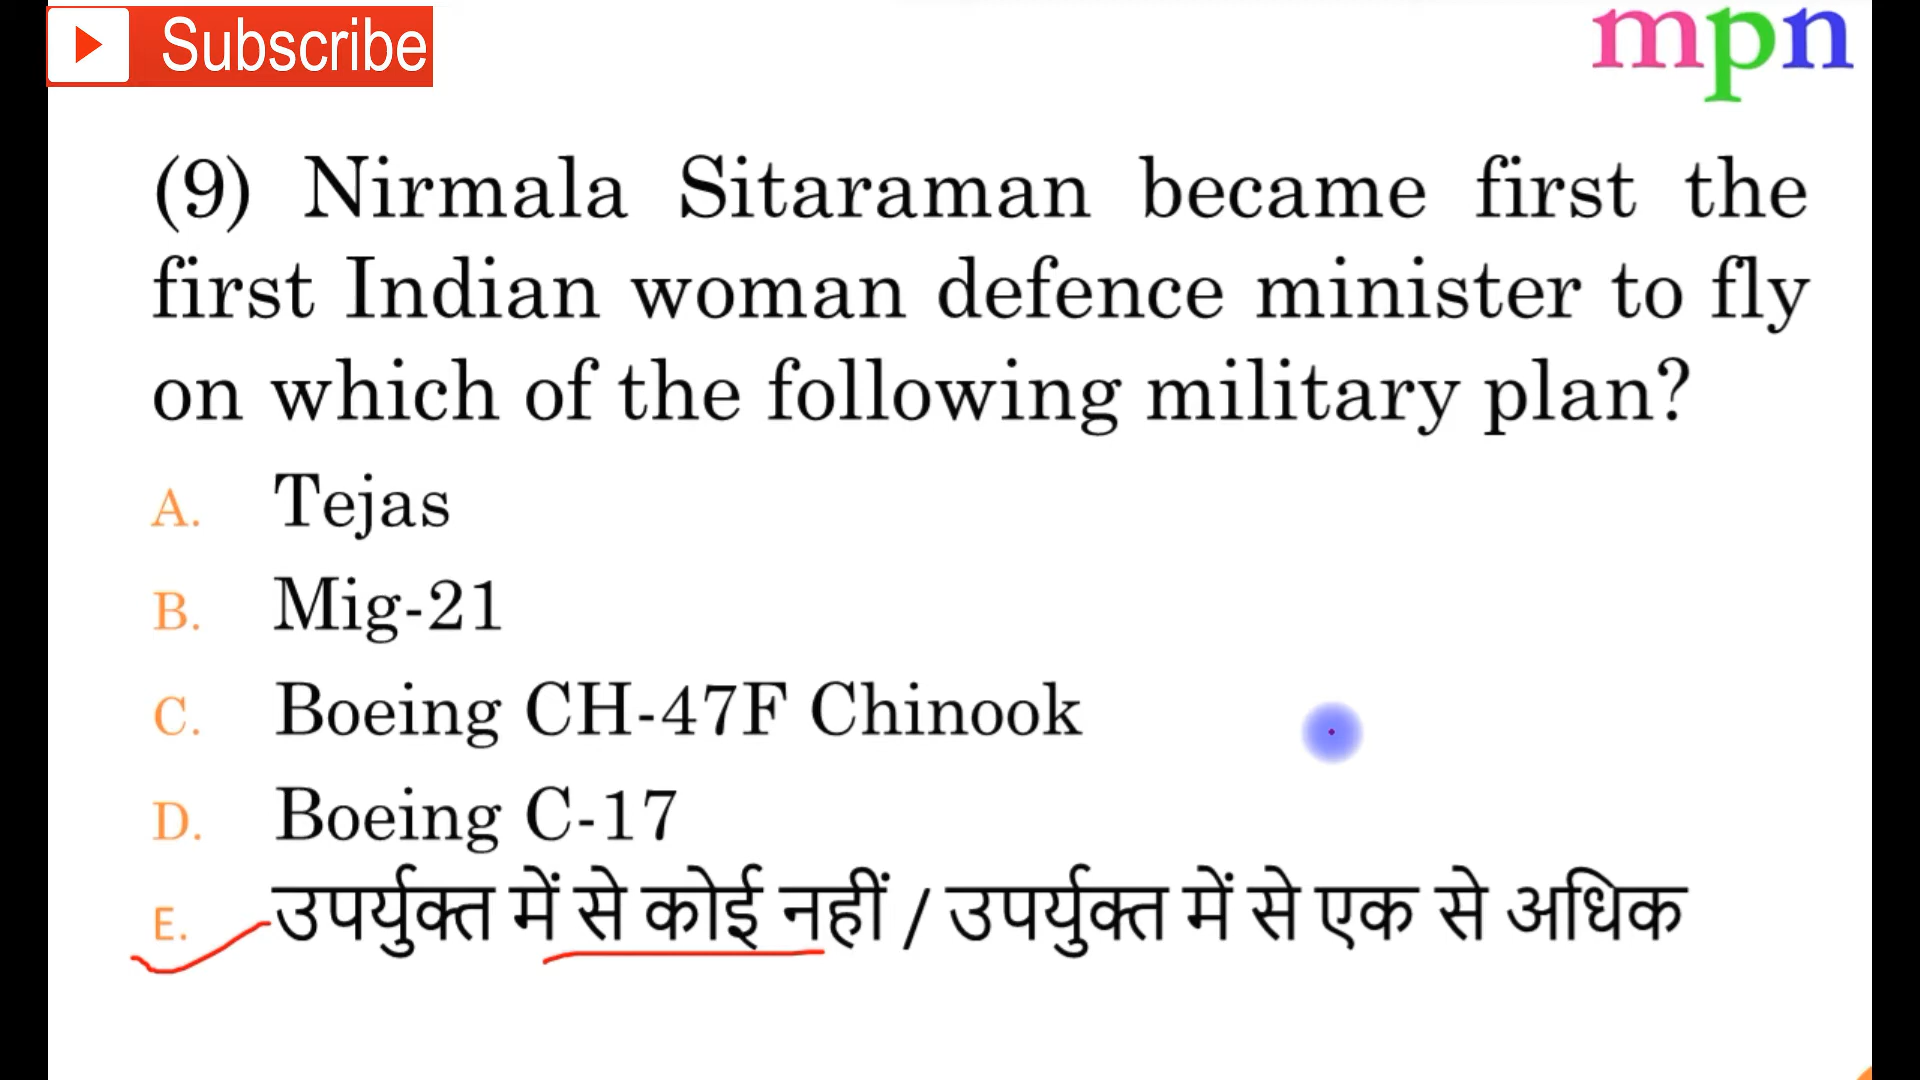 Subscribe
mpn
(9) Nirmala Sitaraman became first the
first Indian woman defence minister to fly
on which of the following military plan?
A. Tejas
B. Mig-21
C. Boeing CH-47F Chinook
D. Boeing C-17
E. उपर्युक्त में से कोई नहीं / उपर्युक्त में से एक से अधिक